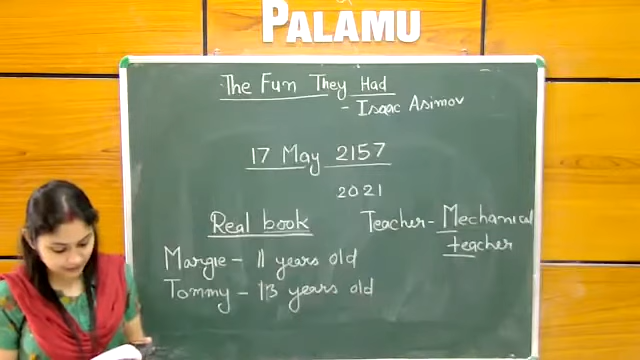 PALAMU
The Fun They Had
- Isaac Asimov
17 May 2157
2021
Real book
Teacher- Mechanical
teacher
Margie - 11 years old
Tommy - 13 years old